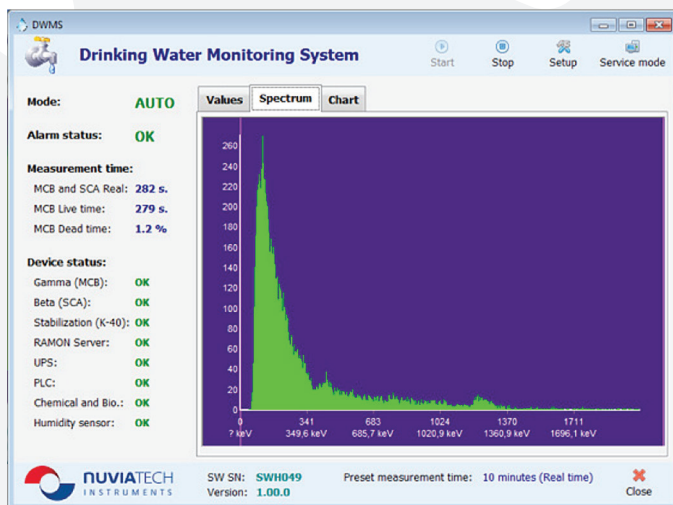 DWMS
Drinking Water Monitoring System
Start Stop Setup Service mode
Mode: AUTO
Alarm status: OK
Measurement time:
MCB and SCA Real: 282 s.
MCB Live time: 279 s.
MCB Dead time: 1.2 %
Device status:
Gamma (MCB): OK
Beta (SCA): OK
Stabilization (K-40): OK
RAMON Server: OK
UPS: OK
PLC: OK
Chemical and Bio.: OK
Humidity sensor: OK
Values Spectrum Chart
260
240
220
200
180
160
140
120
100
80
60
40
20
0
0 341 683 1024 1370 1711
? keV 349,6 keV 685,7 keV 1020,9 keV 1360,9 keV 1696,1 keV
NUVIATECH
INSTRUMENTS
SW SN: SWH049
Version: 1.00.0
Preset measurement time: 10 minutes (Real time)
Close